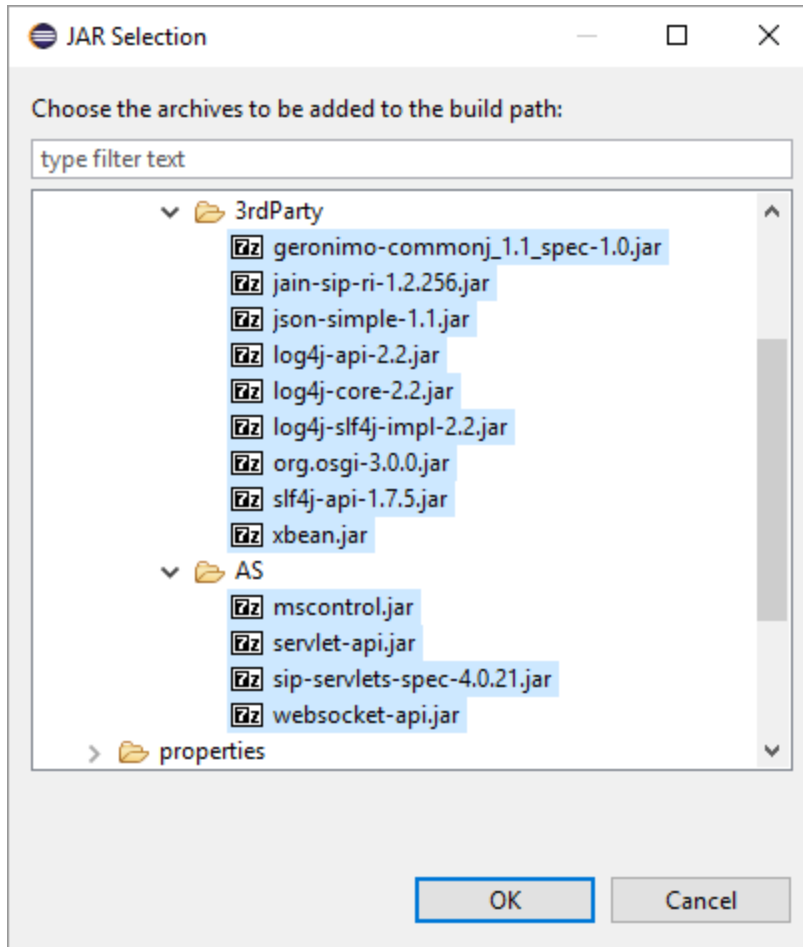 JAR Selection
Choose the archives to be added to the build path:
type filter text
3rdParty
geronimo-commonj_1.1_spec-1.0.jar
jain-sip-ri-1.2.256.jar
json-simple-1.1.jar
log4j-api-2.2.jar
log4j-core-2.2.jar
log4j-slf4j-impl-2.2.jar
org.osgi-3.0.0.jar
slf4j-api-1.7.5.jar
xbean.jar
AS
mscontrol.jar
servlet-api.jar
sip-servlets-spec-4.0.21.jar
websocket-api.jar
properties
OK Cancel